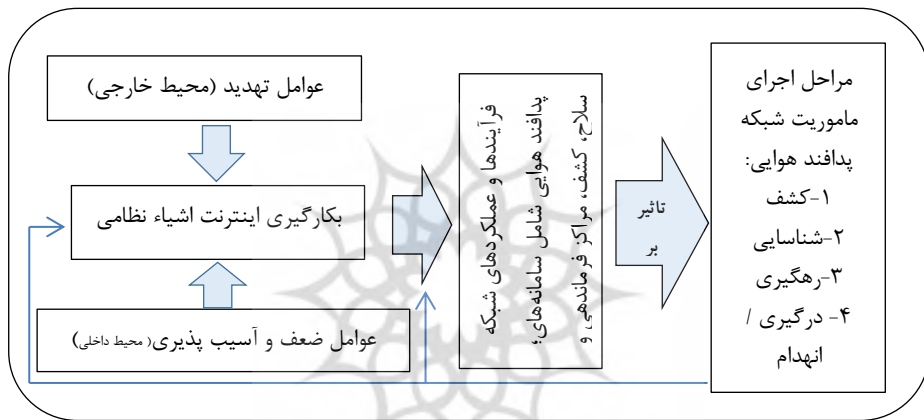 عوامل تهدید (محیط خارجی)
بکارگیری اینترنت اشیاء نظامی
عوامل ضعف و آسیب پذیری( محیط داخلی)
فرآیندها و عملکردهای شبکه
پدافند هوایی شامل سامانه‌های؛
سلاح، کشف، مراکز فرماندهی، و
تاثیر
بر
مراحل اجرای
ماموریت شبکه
پدافند هوایی:
۱-کشف
۲-شناسایی
۳-رهگیری
۴- درگیری /
انهدام